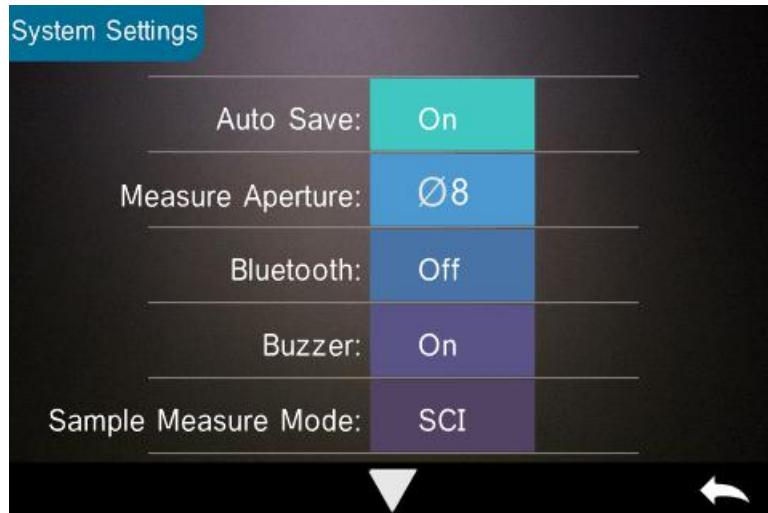 System Settings
Auto Save: On
Measure Aperture: Ø8
Bluetooth: Off
Buzzer: On
Sample Measure Mode: SCI